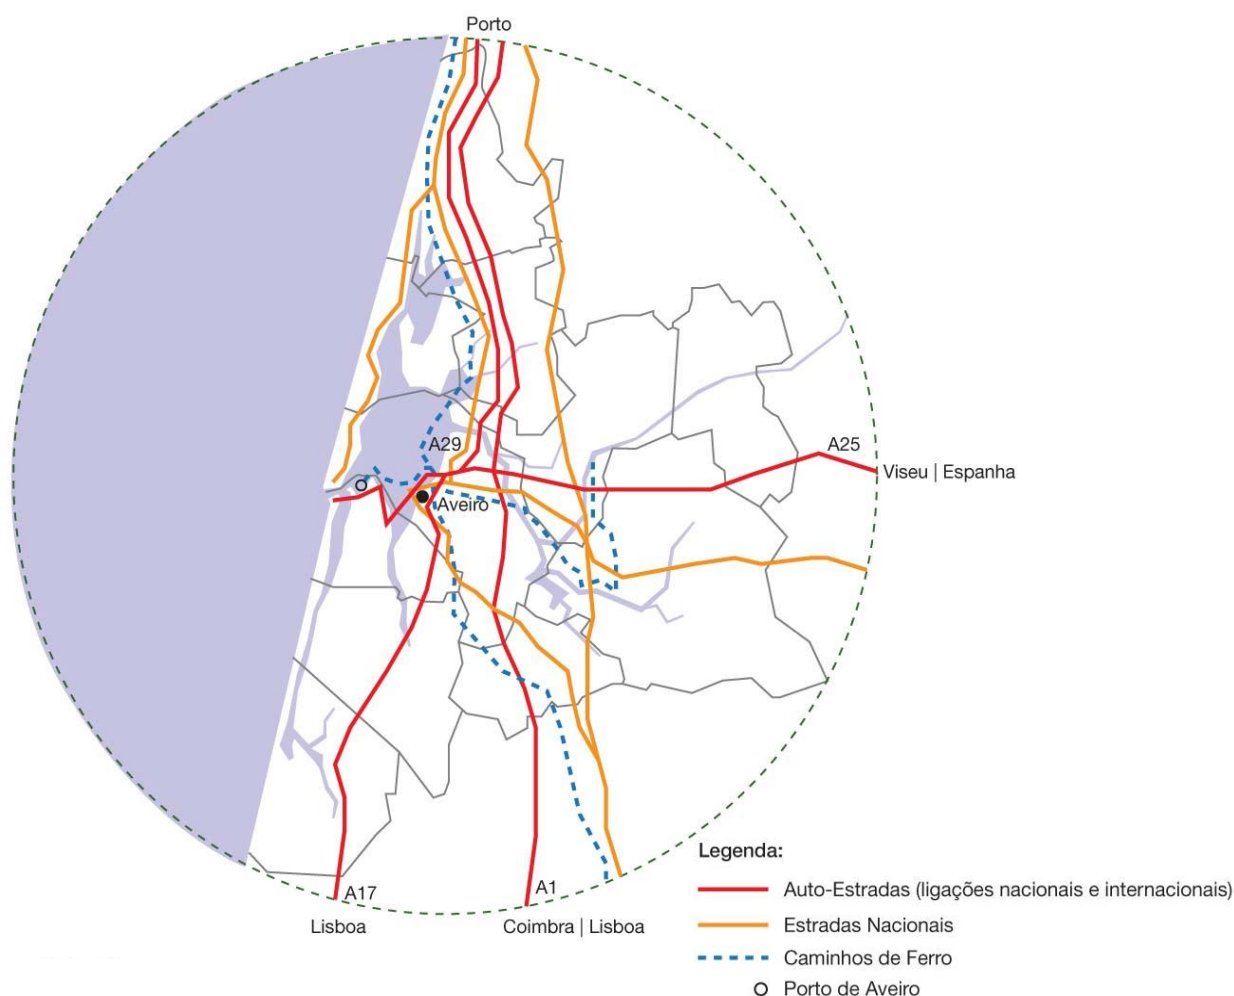 Porto
A29
A25
Viseu | Espanha
Aveiro
A17
A1
Lisboa
Coimbra | Lisboa
Legenda:
Auto-Estradas (ligações nacionais e internacionais)
Estradas Nacionais
Caminhos de Ferro
Porto de Aveiro